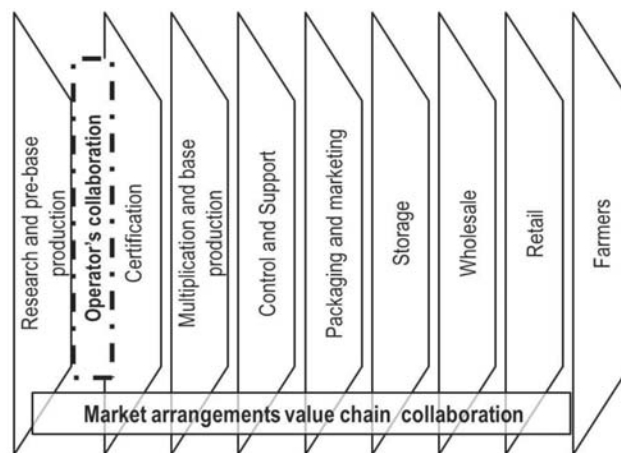 Research and pre-base
production
Operator's collaboration
Certification
Multiplication and base
production
Control and Support
Packaging and marketing
Storage
Wholesale
Retail
Farmers
Market arrangements value chain collaboration